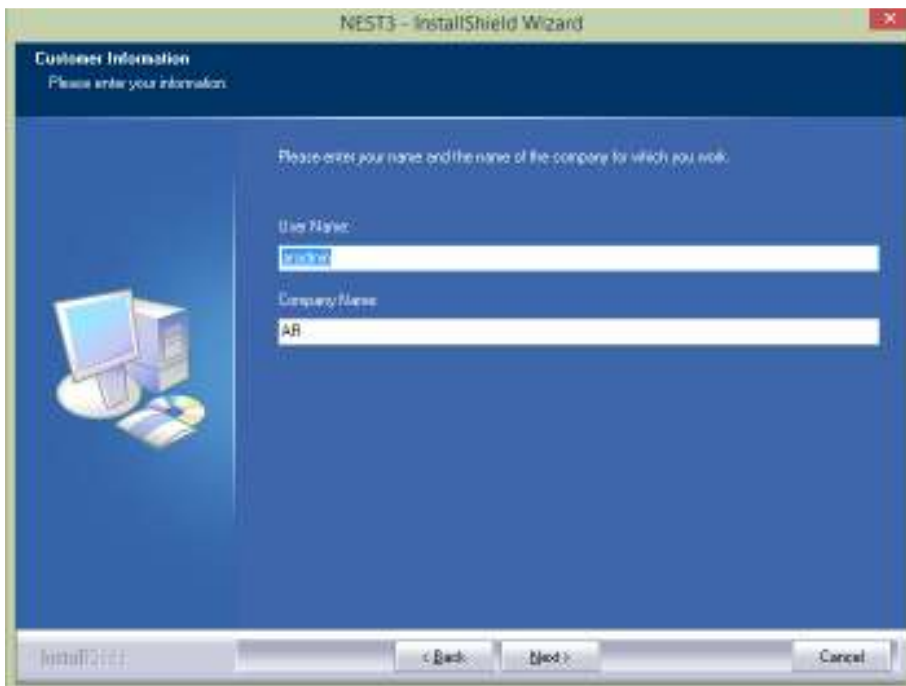 NEST3 - InstallShield Wizard
Customer Information
Please enter your information.
Please enter your name and the name of the company for which you work.
User Name:
Company Name:
< Back
Next >
Cancel